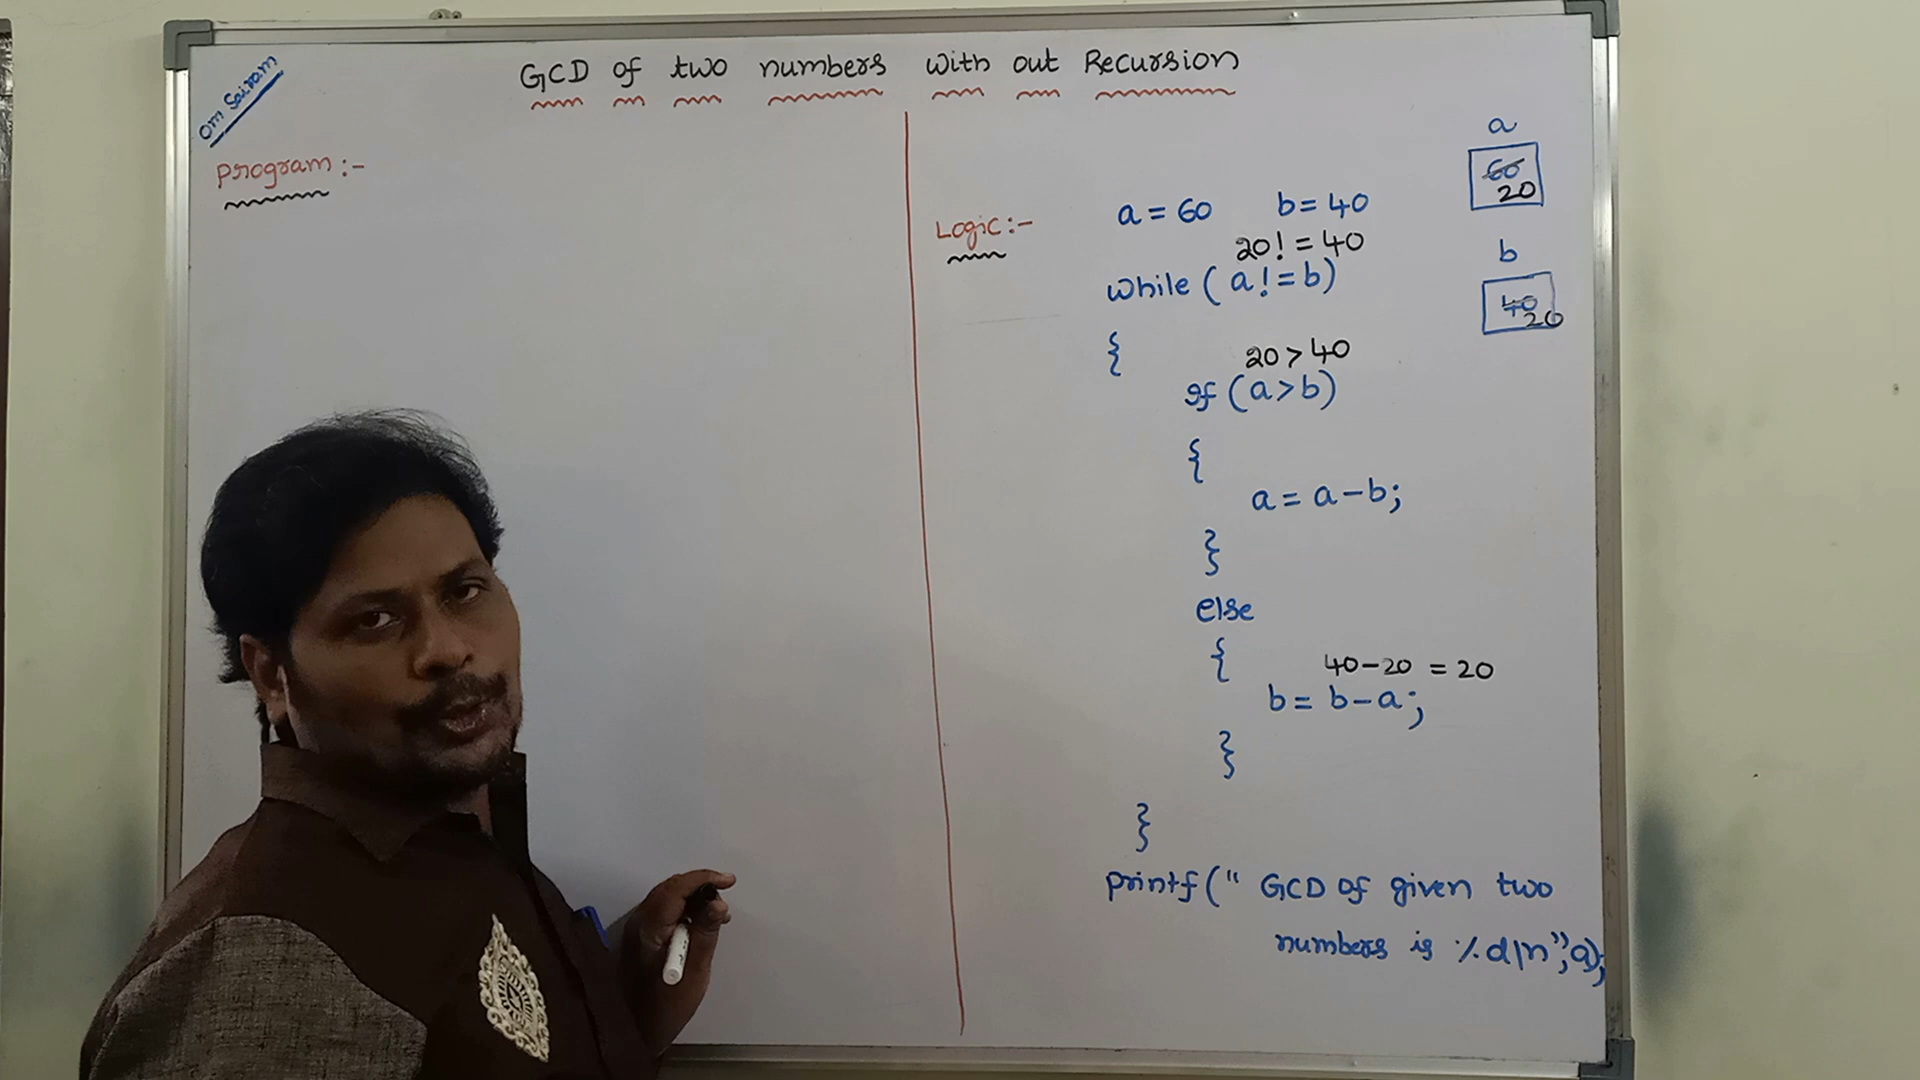 Om Sairam
GCD of two numbers with out Recursion
Program :-
Logic :-
a = 60 b = 40
20! = 40
while ( a! = b)
{
20 > 40
if (a > b)
{
a = a - b;
}
else
{
40 - 20 = 20
b = b - a;
}
}
printf (" GCD of given two
numbers is %d\n", a);
a
60
20
b
40
20